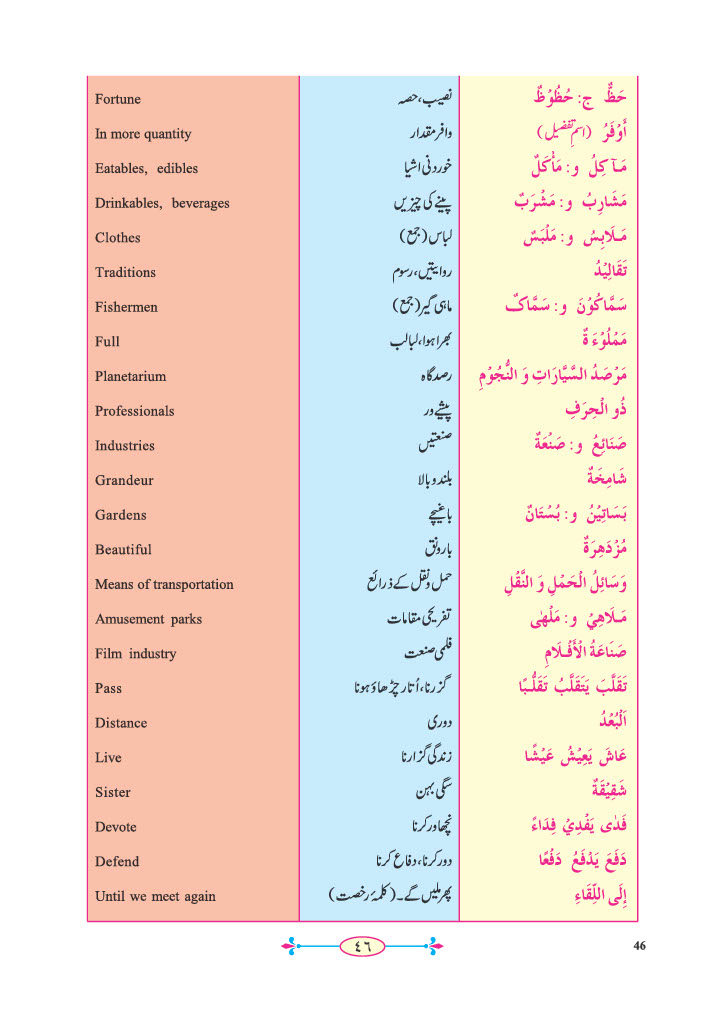 Fortune نصیب، حصہ حَظٌّ ج: حُظُوْظٌ
In more quantity وافر مقدار أَوْفَرُ (اسم تفضیل)
Eatables, edibles خوردنی اشیا مَآكِلُ و: مَأْكَلٌ
Drinkables, beverages پینے کی چیزیں مَشَارِبُ و: مَشْرَبٌ
Clothes لباس (جمع) مَلَابِسُ و: مَلْبَسٌ
Traditions روایتیں، رسوم تَقَالِيْدُ
Fishermen ماہی گیر (جمع) سَمَّاكُوْنَ و: سَمَّاكٌ
Full بھرا ہوا، لبالب مَمْلُوْءَةٌ
Planetarium رصدگاہ مَرْصَدُ السَّيَّارَاتِ وَ النُّجُوْمِ
Professionals پیشے ور ذُو الْحِرَفِ
Industries صنعتیں صَنَائِعُ و: صَنْعَةٌ
Grandeur بلند و بالا شَامِخَةٌ
Gardens باغیچے بَسَاتِيْنُ و: بُسْتَانٌ
Beautiful بارونق مُزْدَهِرَةٌ
Means of transportation حمل و نقل کے ذرائع وَسَائِلُ الْحَمْلِ وَ النَّقْلِ
Amusement parks تفریحی مقامات مَلَاهِيْ و: مَلْهٰى
Film industry فلمی صنعت صَنَاعَةُ الْأَفْلَامِ
Pass گزرنا، اُتار چڑھاؤ ہونا تَقَلَّبَ يَتَقَلَّبُ تَقَلُّبًا
Distance دوری اَلْبُعْدُ
Live زندگی گزارنا عَاشَ يَعِيْشُ عَيْشًا
Sister سگی بہن شَقِيْقَةٌ
Devote نچھاور کرنا فَدٰى يَفْدِيْ فِدَاءً
Defend دور کرنا، دفاع کرنا دَفَعَ يَدْفَعُ دَفْعًا
Until we meet again پھر ملیں گے۔ (کلمۂ رخصت) إِلَى اللِّقَاءِ
٤٦ 46